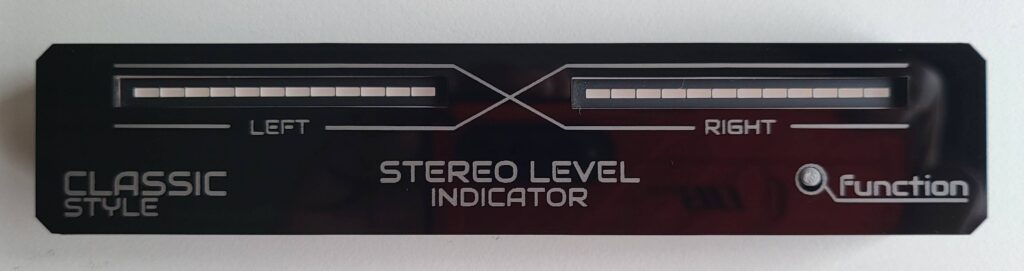 LEFT
RIGHT
CLASSIC
STYLE
STEREO LEVEL
INDICATOR
function